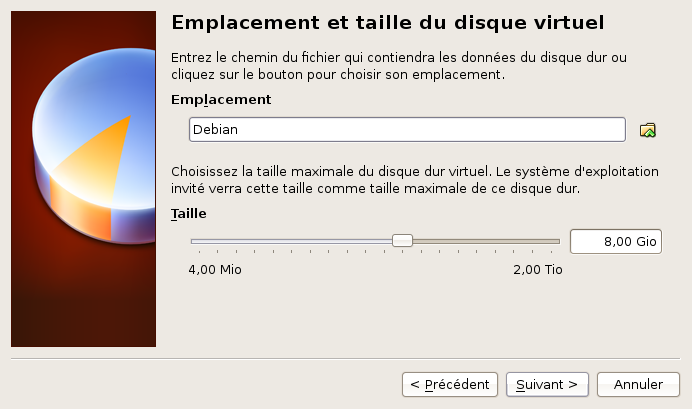 Emplacement et taille du disque virtuel
Entrez le chemin du fichier qui contiendra les données du disque dur ou
cliquez sur le bouton pour choisir son emplacement.
Emplacement
Debian
Choisissez la taille maximale du disque dur virtuel. Le système d'exploitation
invité verra cette taille comme taille maximale de ce disque dur.
Taille
8,00 Gio
4,00 Mio 2,00 Tio
< Précédent Suivant > Annuler